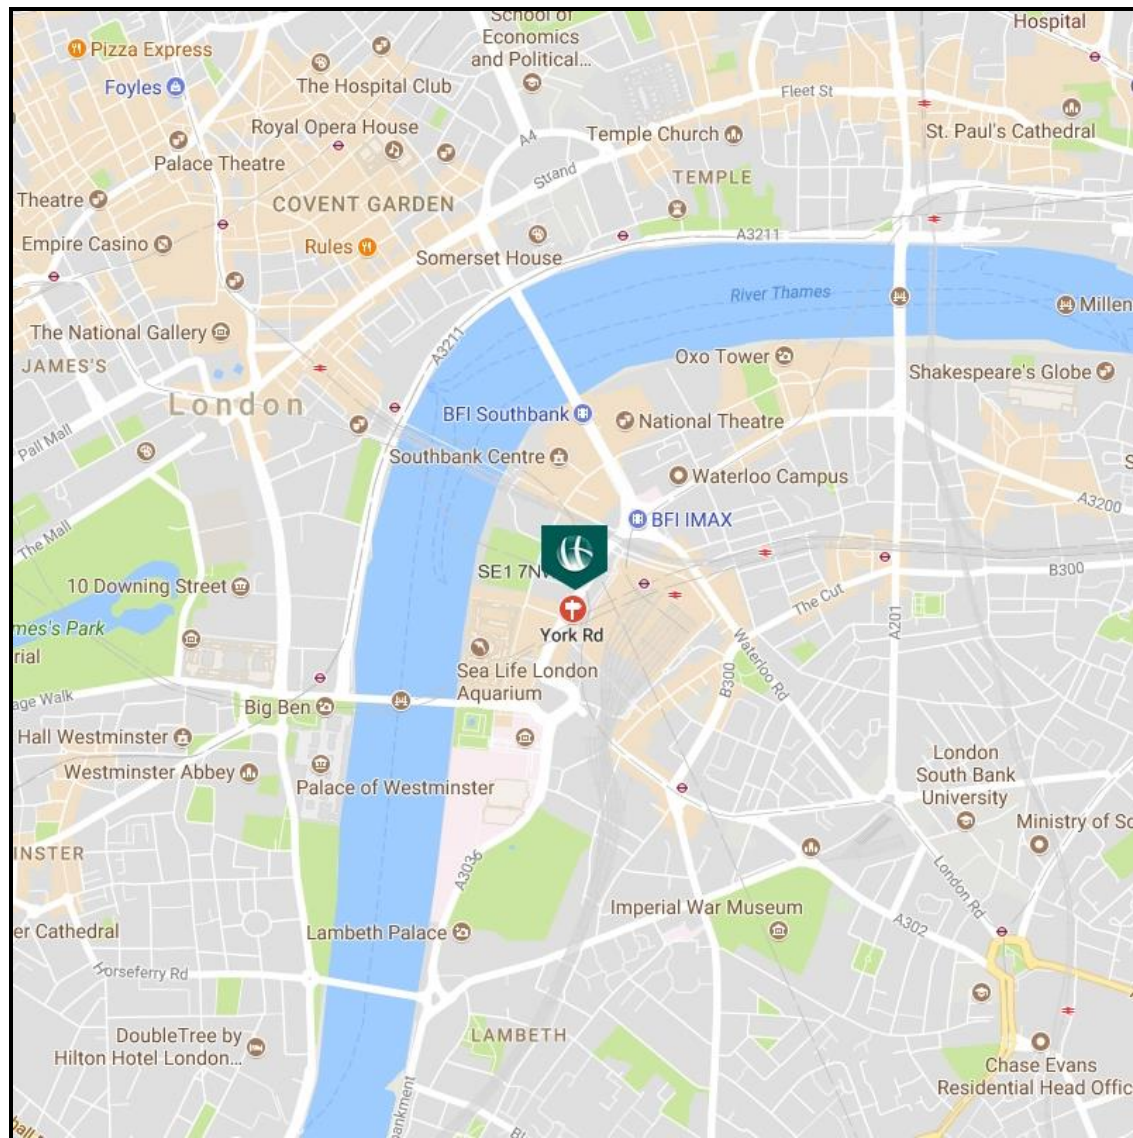 School of
Economics
and Political...
Hospital
Pizza Express
Foyles
The Hospital Club
Fleet St
Royal Opera House
A4
Temple Church
St. Paul's Cathedral
Palace Theatre
Strand
TEMPLE
Theatre
COVENT GARDEN
Empire Casino
Rules
Somerset House
A3211
River Thames
Millen
The National Gallery
A3211
Oxo Tower
JAMES'S
Shakespeare's Globe
London
BFI Southbank
National Theatre
Pall Mall
Southbank Centre
Waterloo Campus
A3200
BFI IMAX
The Mall
SE1 7N
B300
10 Downing Street
The Cut
mes's Park
York Rd
A201
rial
Sea Life London
Aquarium
Waterloo Rd
B300
age Walk
Big Ben
Hall Westminster
London
South Bank
University
Westminster Abbey
Palace of Westminster
Ministry of So
INSTER
A3036
London Rd
Imperial War Museum
A302
er Cathedral
Lambeth Palace
Horseferry Rd
DoubleTree by
Hilton Hotel London...
LAMBETH
Chase Evans
Residential Head Offic
bankment